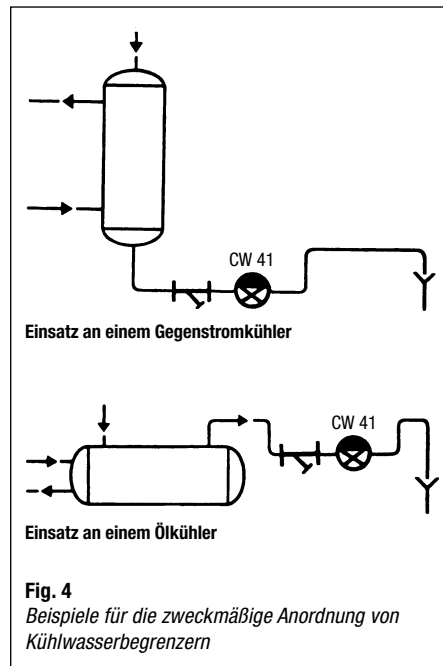 CW 41
Einsatz an einem Gegenstromkühler
CW 41
Einsatz an einem Ölkühler
Fig. 4
Beispiele für die zweckmäßige Anordnung von
Kühlwasserbegrenzern